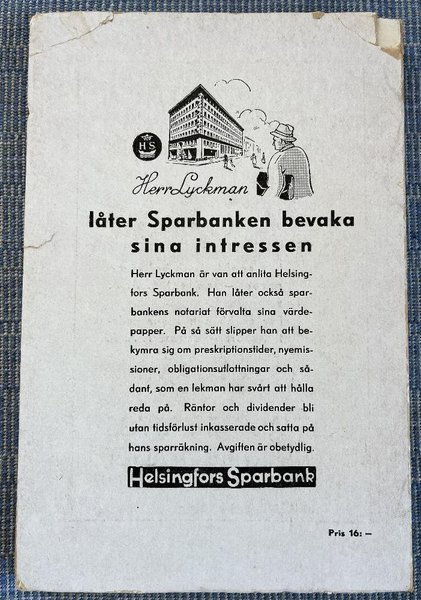 H S
Herr Lyckman
låter Sparbanken bevaka
sina intressen
Herr Lyckman är van att anlita Helsing-
fors Sparbank. Han låter också spar-
bankens notariat förvalta sina värde-
papper. På så sätt slipper han att be-
kymra sig om preskriptionstider, nyemis-
sioner, obligationsutlottningar och så-
dant, som en lekman har svårt att hålla
reda på. Räntor och dividender bli
utan tidsförlust inkasserade och satta på
hans sparräkning. Avgiften är obetydlig.
Helsingfors Sparbank
Pris 16: –